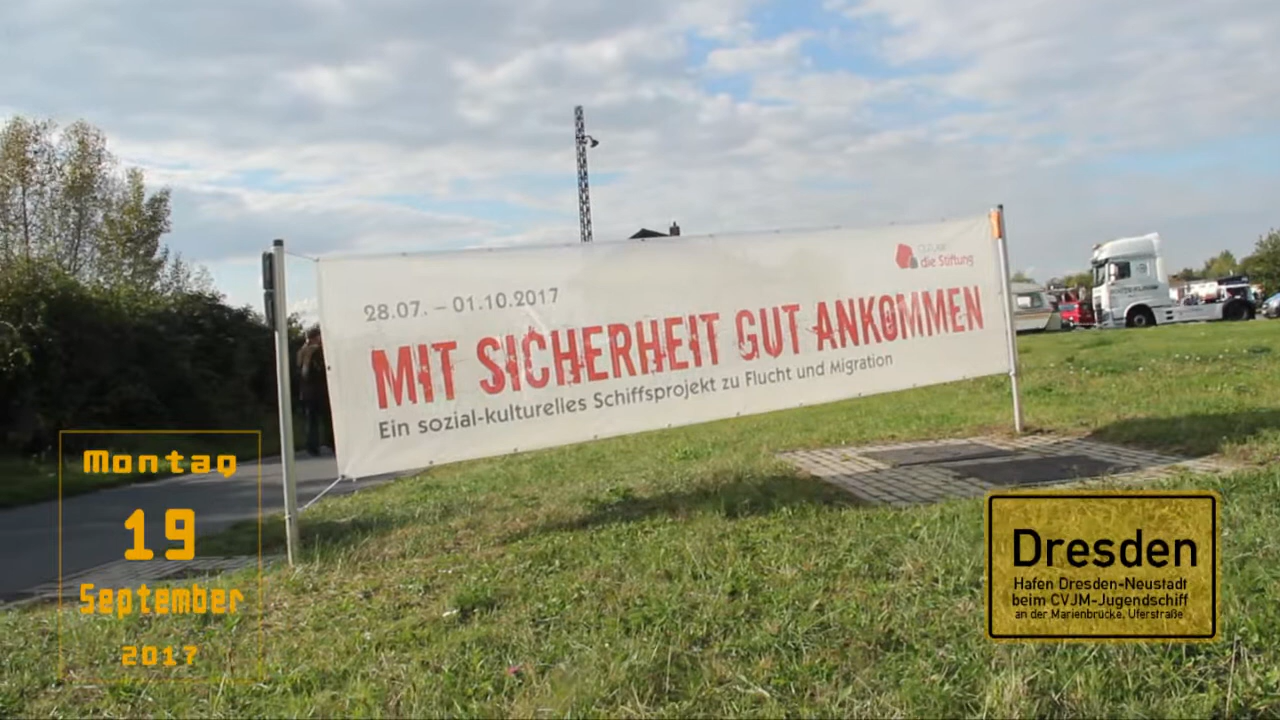 die Stiftung
28.07. – 01.10.2017
MIT SICHERHEIT GUT ANKOMMEN
Ein sozial-kulturelles Schiffsprojekt zu Flucht und Migration
Montag
19
September
2017
Dresden
Hafen Dresden-Neustadt
beim CVJM-Jugendschiff
an der Marienbrücke, Uferstraße